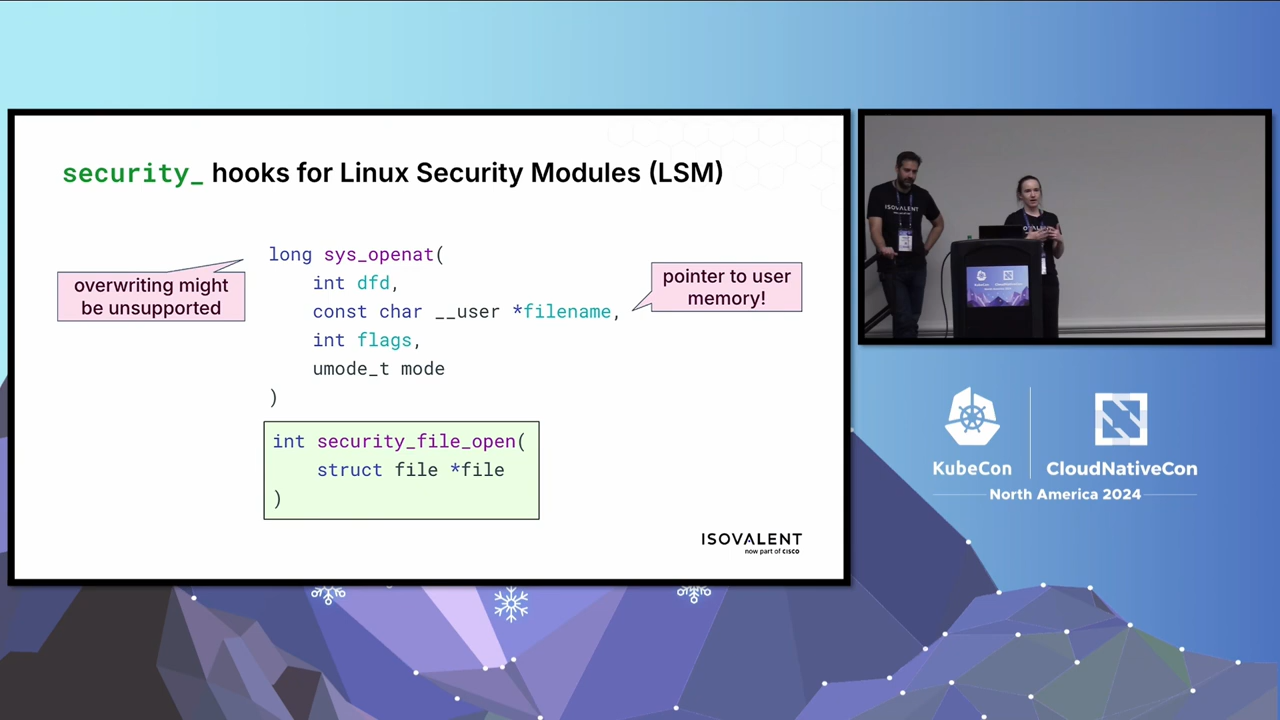 security_ hooks for Linux Security Modules (LSM)
overwriting might
be unsupported
long sys_openat(
int dfd,
const char __user *filename,
int flags,
umode_t mode
)
pointer to user
memory!
int security_file_open(
struct file *file
)
ISOVALENT
now part of CISCO
ISOVALENT
OVALENT
KubeCon
CloudNativeCon
North America 2024